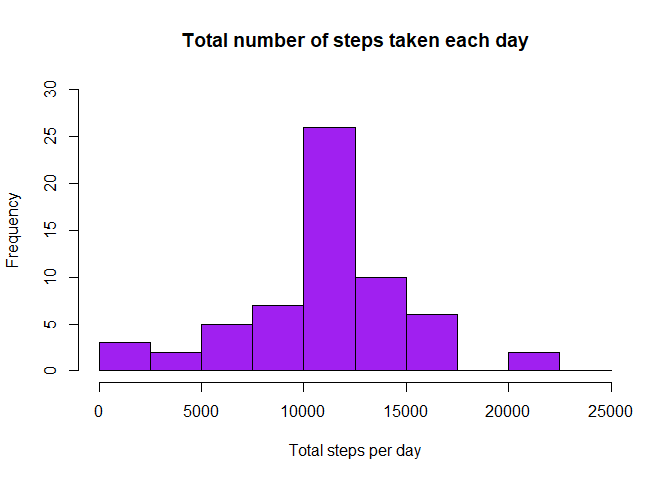 Total number of steps taken each day
Frequency
30
25
20
15
10
5
0
0 5000 10000 15000 20000 25000
Total steps per day